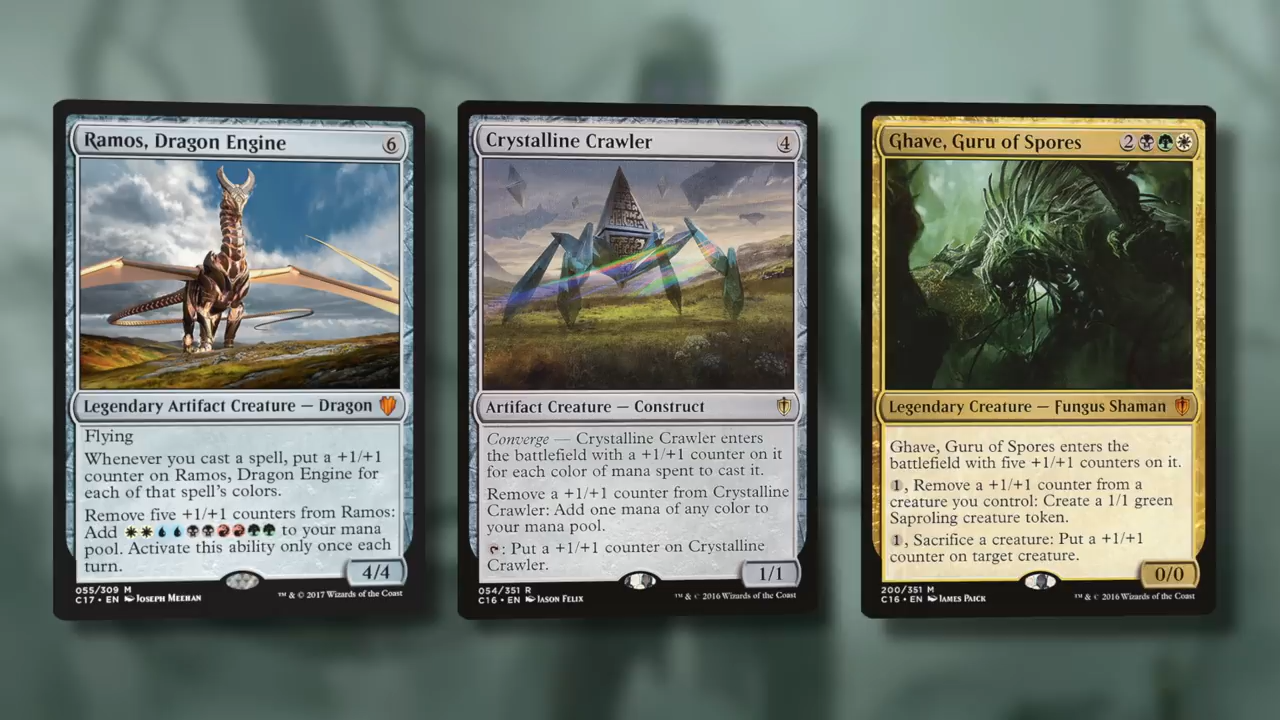 Ramos, Dragon Engine 6
Legendary Artifact Creature — Dragon
Flying
Whenever you cast a spell, put a +1/+1
counter on Ramos, Dragon Engine for
each of that spell's colors.
Remove five +1/+1 counters from Ramos:
Add to your mana
pool. Activate this ability only once each
turn.
4/4
055/309 M
C17 • EN Joseph Meehan
™ & © 2017 Wizards of the Coast
Crystalline Crawler 4
Artifact Creature — Construct
Converge — Crystalline Crawler enters
the battlefield with a +1/+1 counter on it
for each color of mana spent to cast it.
Remove a +1/+1 counter from Crystalline
Crawler: Add one mana of any color to
your mana pool.
: Put a +1/+1 counter on Crystalline
Crawler.
1/1
054/351 R
C16 • EN Jason Felix
™ & © 2016 Wizards of the Coast
Ghave, Guru of Spores 2
Legendary Creature — Fungus Shaman
Ghave, Guru of Spores enters the
battlefield with five +1/+1 counters on it.
1, Remove a +1/+1 counter from a
creature you control: Create a 1/1 green
Saproling creature token.
1, Sacrifice a creature: Put a +1/+1
counter on target creature.
0/0
200/351 M
C16 • EN James Paick
™ & © 2016 Wizards of the Coast